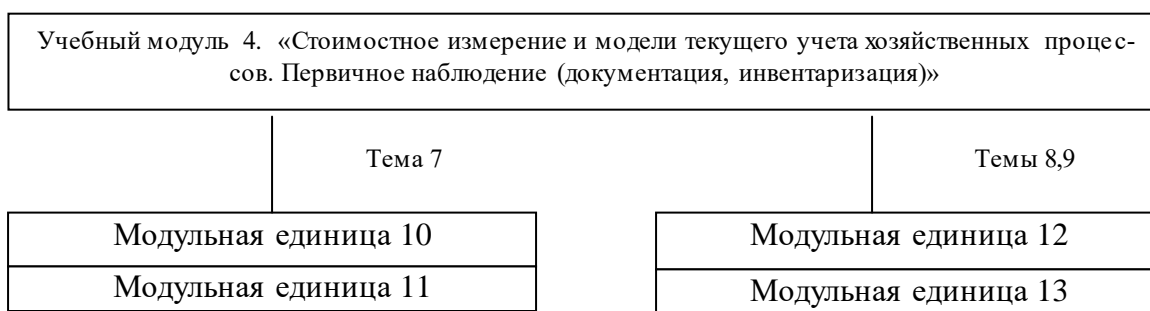 Учебный модуль 4. «Стоимостное измерение и модели текущего учета хозяйственных процес-
сов. Первичное наблюдение (документация, инвентаризация)»
Тема 7
Темы 8,9
Модульная единица 10
Модульная единица 12
Модульная единица 11
Модульная единица 13